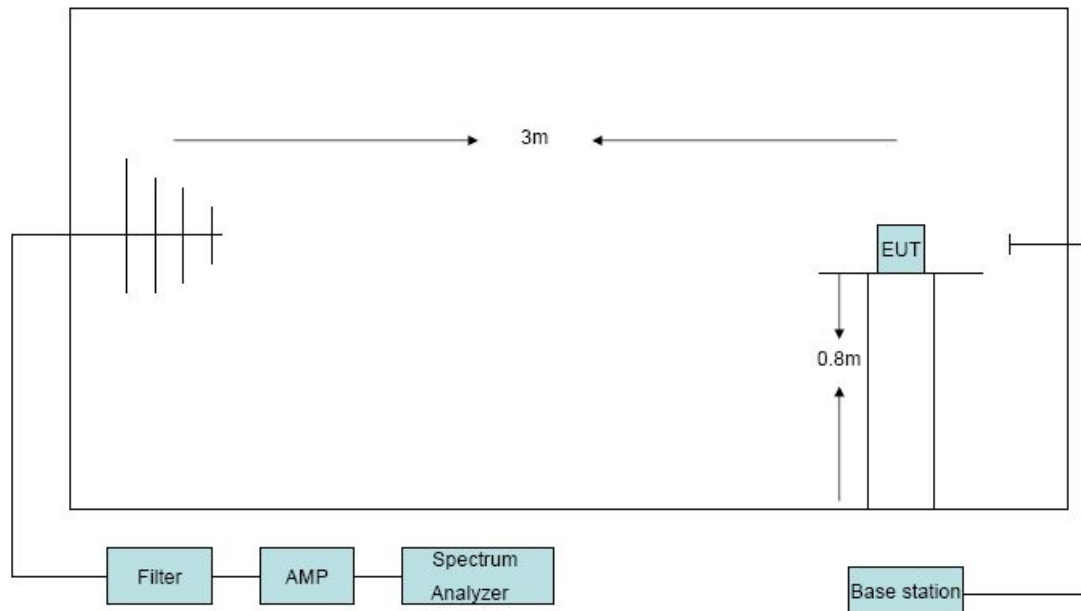 3m
EUT
0.8m
Filter
AMP
Spectrum
Analyzer
Base station